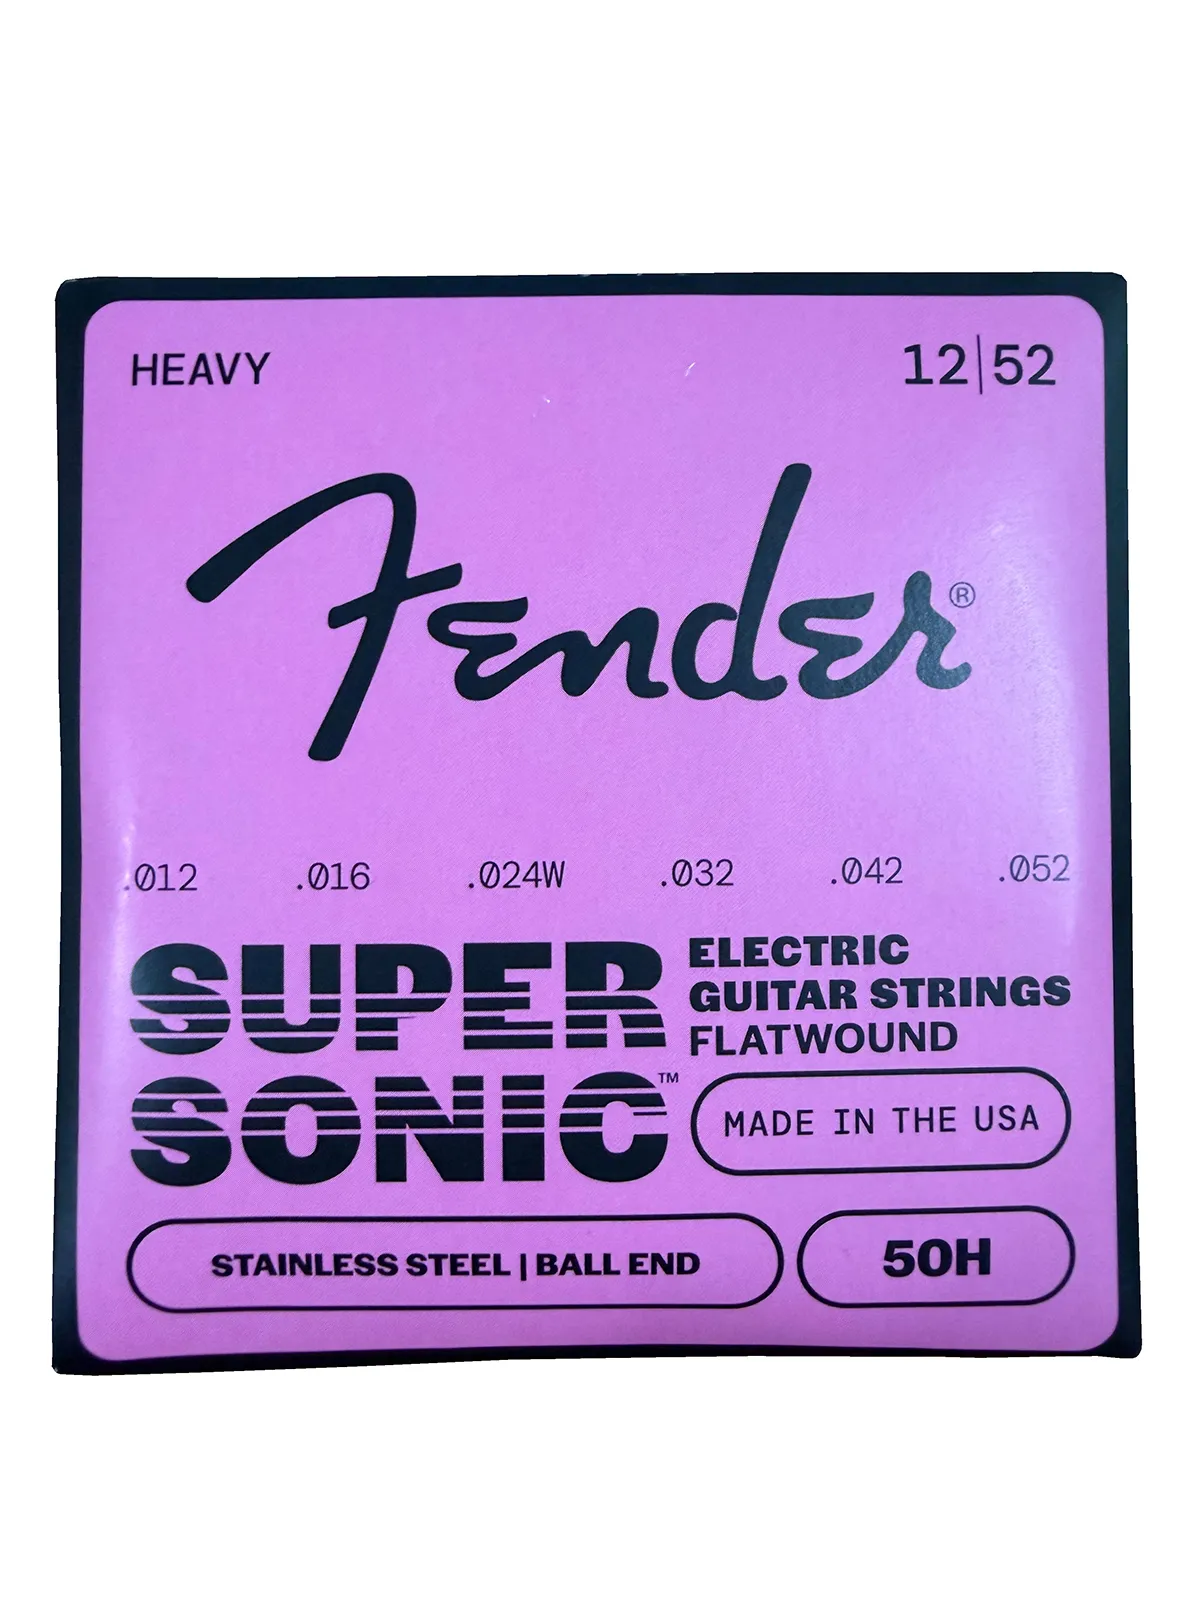 HEAVY 12|52
Fender®
.012 .016 .024W .032 .042 .052
SUPER
SONIC™
ELECTRIC
GUITAR STRINGS
FLATWOUND
MADE IN THE USA
STAINLESS STEEL | BALL END
50H